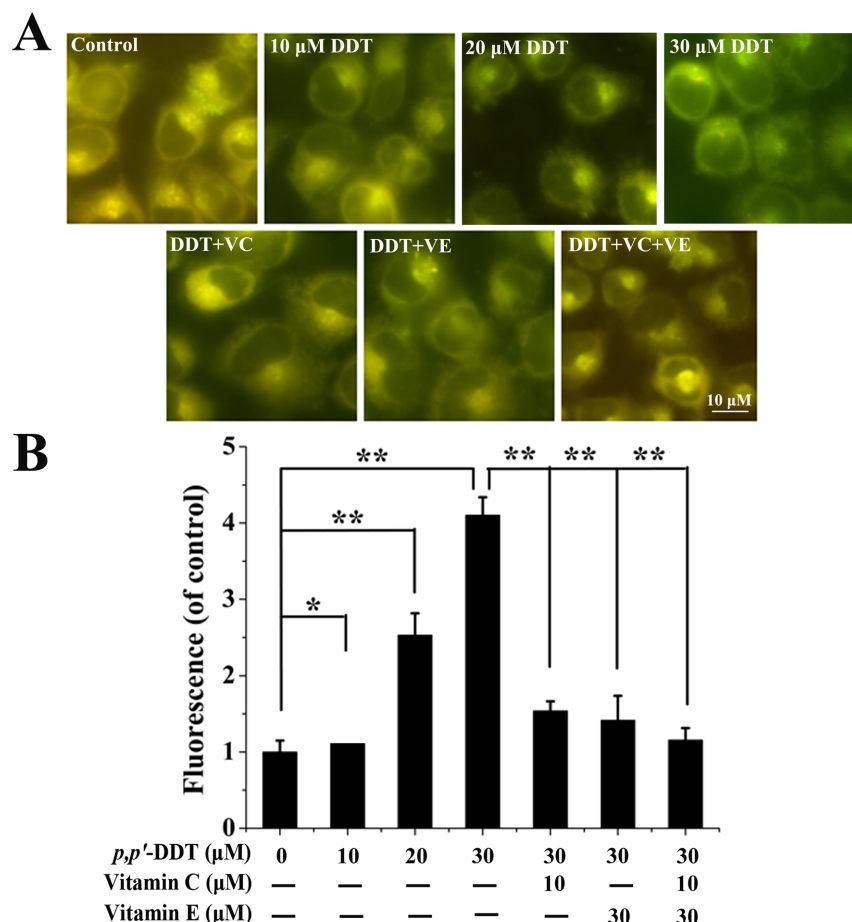 A
Control
10 μM DDT
20 μM DDT
30 μM DDT
DDT+VC
DDT+VE
DDT+VC+VE
10 μM
B
Fluorescence (of control)
5
4
3
2
1
0
**
**
*
**
**
**
p,p'-DDT (μM) 0 10 20 30 30 30 30
Vitamin C (μM) — — — — 10 — 10
Vitamin E (μM) — — — — — 30 30